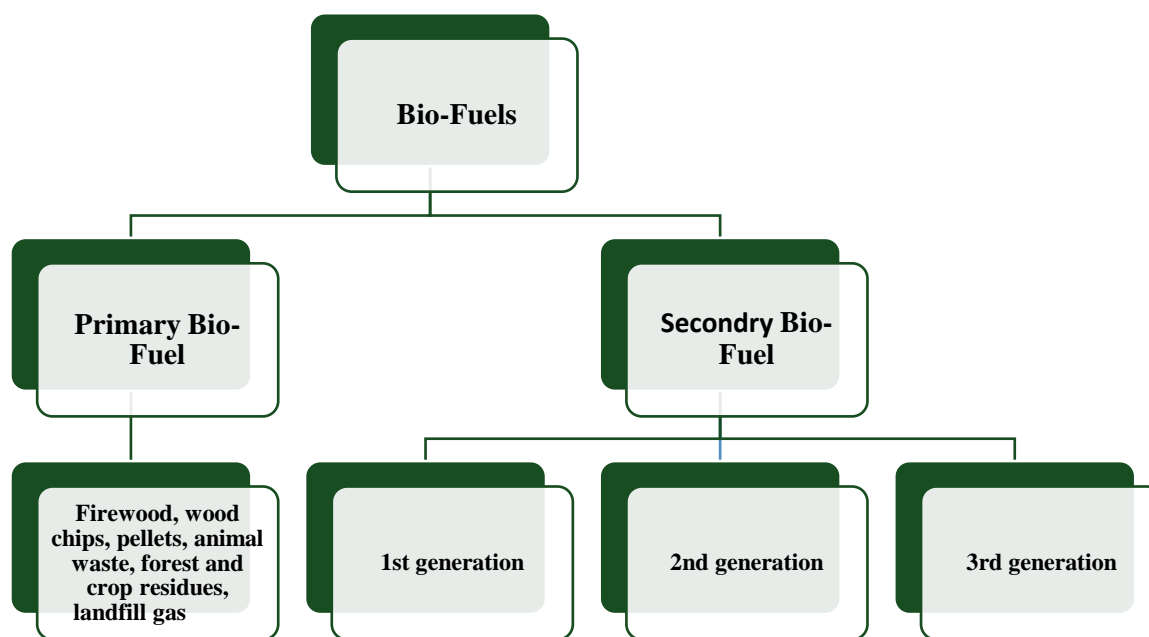 Bio-Fuels
Primary Bio-
Fuel
Secondry Bio-
Fuel
Firewood, wood
chips, pellets, animal
waste, forest and
crop residues,
landfill gas
1st generation
2nd generation
3rd generation